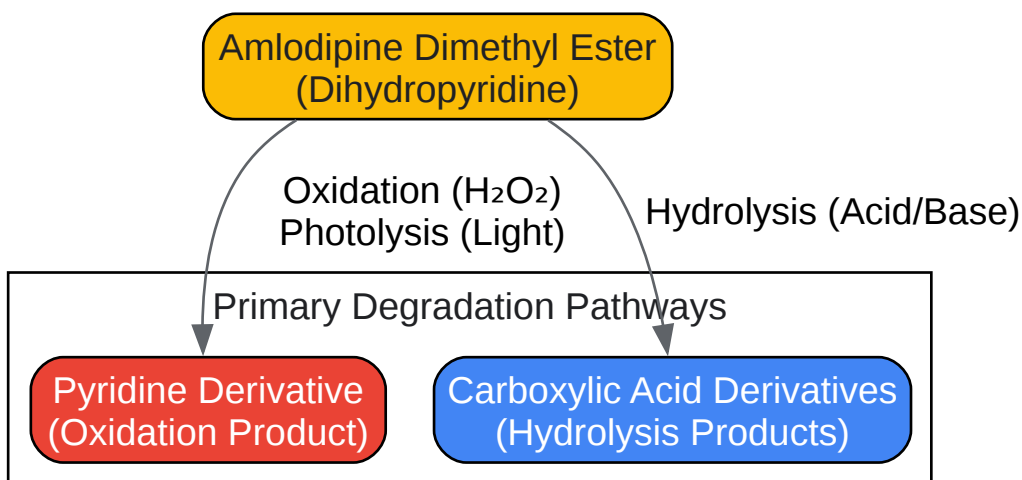 Amlodipine Dimethyl Ester
(Dihydropyridine)
Oxidation (H₂O₂)
Photolysis (Light)
Hydrolysis (Acid/Base)
Primary Degradation Pathways
Pyridine Derivative
(Oxidation Product)
Carboxylic Acid Derivatives
(Hydrolysis Products)